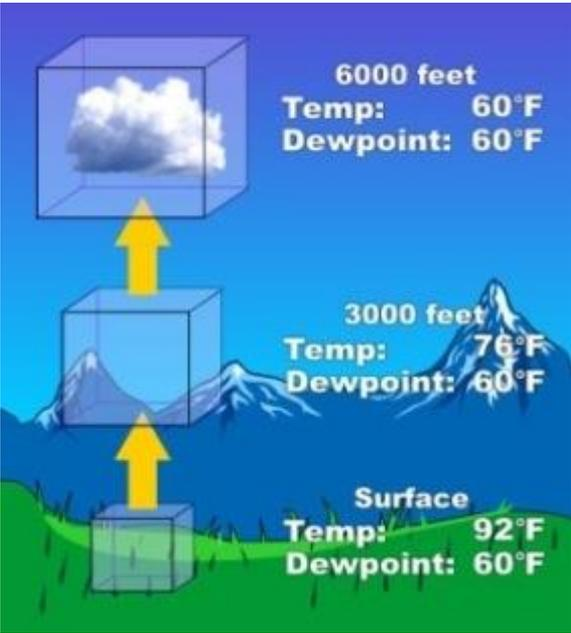 6000 feet
Temp: 60°F
Dewpoint: 60°F
3000 feet
Temp: 76°F
Dewpoint: 60°F
Surface
Temp: 92°F
Dewpoint: 60°F